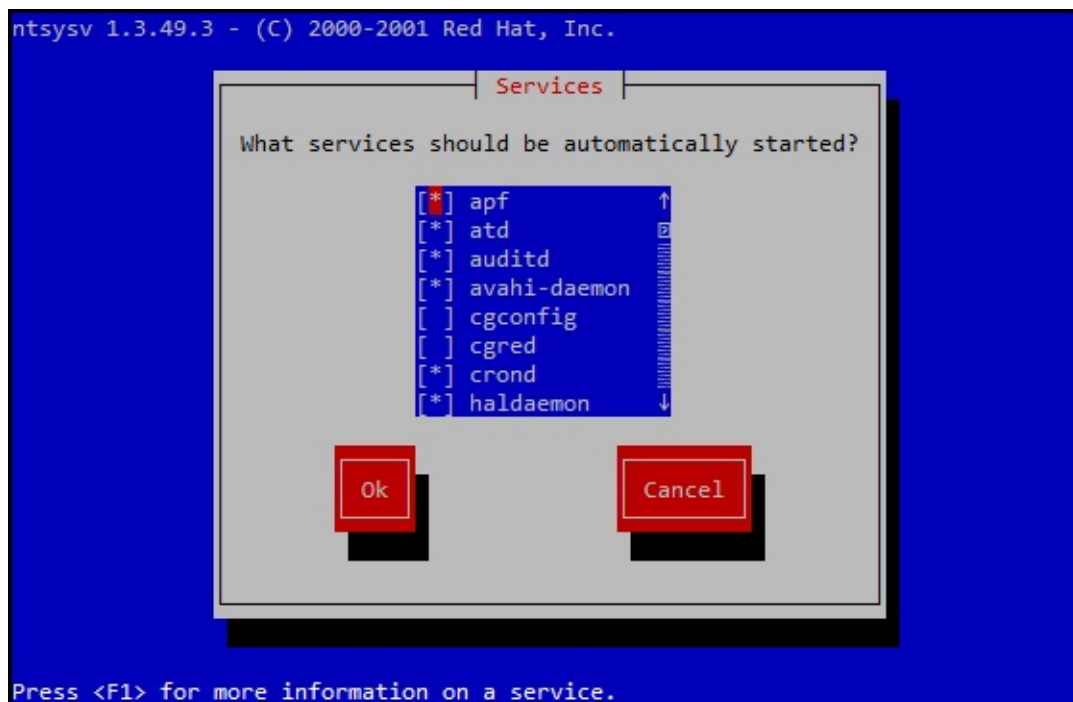 ntsysv 1.3.49.3 - (C) 2000-2001 Red Hat, Inc.
Services
What services should be automatically started?
[*] apf ↑
[*] atd
[*] auditd
[*] avahi-daemon
[ ] cgconfig
[ ] cgred
[*] crond
[*] haldaemon ↓
Ok Cancel
Press <F1> for more information on a service.